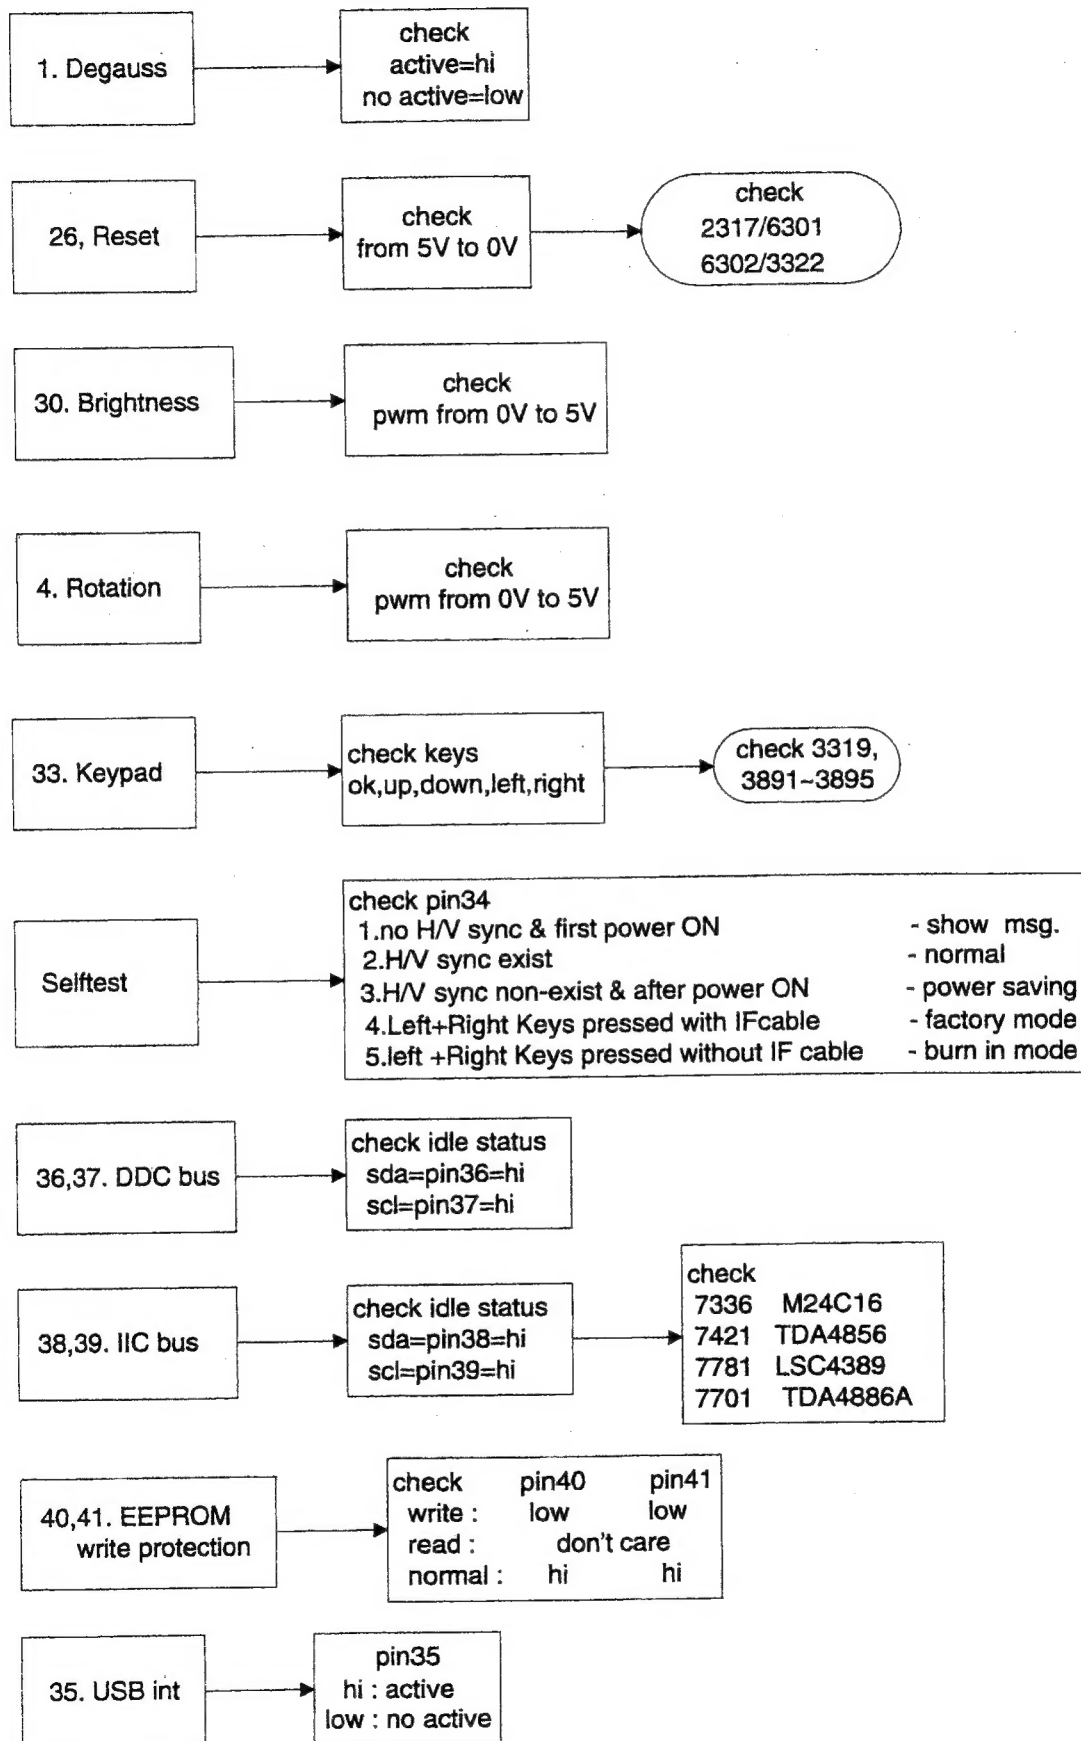 1. Degauss
check
active=hi
no active=low
26, Reset
check
from 5V to 0V
check
2317/6301
6302/3322
30. Brightness
check
pwm from 0V to 5V
4. Rotation
check
pwm from 0V to 5V
33. Keypad
check keys
ok,up,down,left,right
check 3319,
3891~3895
Selftest
check pin34
1.no H/V sync & first power ON - show msg.
2.H/V sync exist - normal
3.H/V sync non-exist & after power ON - power saving
4.Left+Right Keys pressed with IFcable - factory mode
5.left +Right Keys pressed without IF cable - burn in mode
36,37. DDC bus
check idle status
sda=pin36=hi
scl=pin37=hi
38,39. IIC bus
check idle status
sda=pin38=hi
scl=pin39=hi
check
7336 M24C16
7421 TDA4856
7781 LSC4389
7701 TDA4886A
40,41. EEPROM
write protection
check pin40 pin41
write : low low
read : don't care
normal : hi hi
35. USB int
pin35
hi : active
low : no active